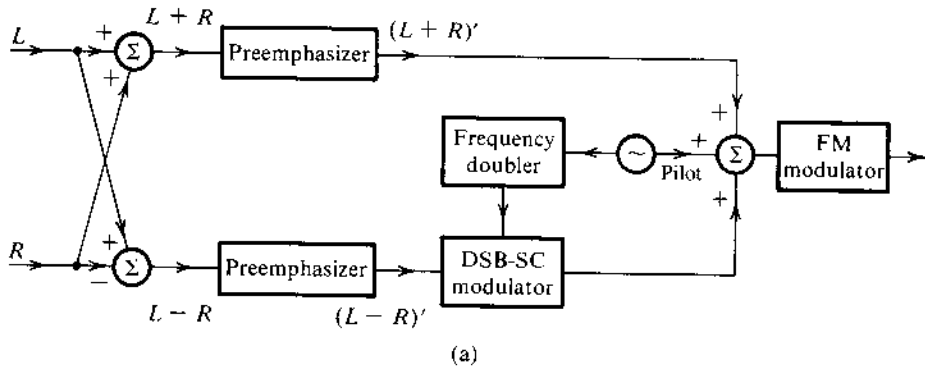 L + R
(L + R)′
L
+
Σ
+
Preemphasizer
+
Frequency
doubler
~
+
Pilot
Σ
FM
modulator
+
R
+
−
Σ
Preemphasizer
DSB-SC
modulator
L − R
(L − R)′
(a)